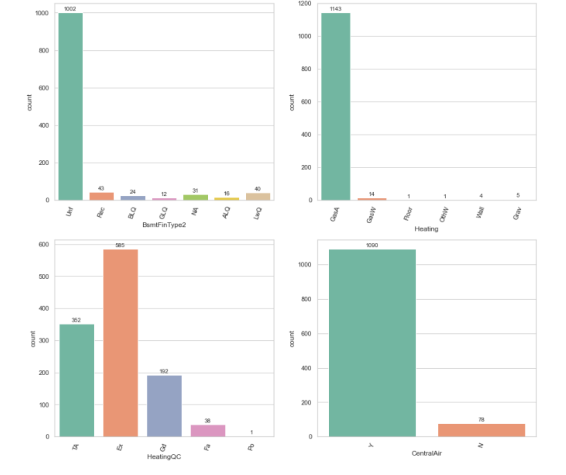 1002
1000
800
600
400
200
0
count
43
24
12
31
16
40
Unf
Rec
BLQ
GLQ
NA
ALQ
LwQ
BsmtFinType2
1200
1143
1000
800
600
400
200
0
count
14
1
1
4
5
GasA
GasW
Floor
OthW
Wall
Grav
Heating
600
585
500
400
352
300
200
192
100
38
1
0
count
TA
Ex
Gd
Fa
Po
HeatingQC
1090
1000
800
600
400
200
78
0
count
Y
N
CentralAir